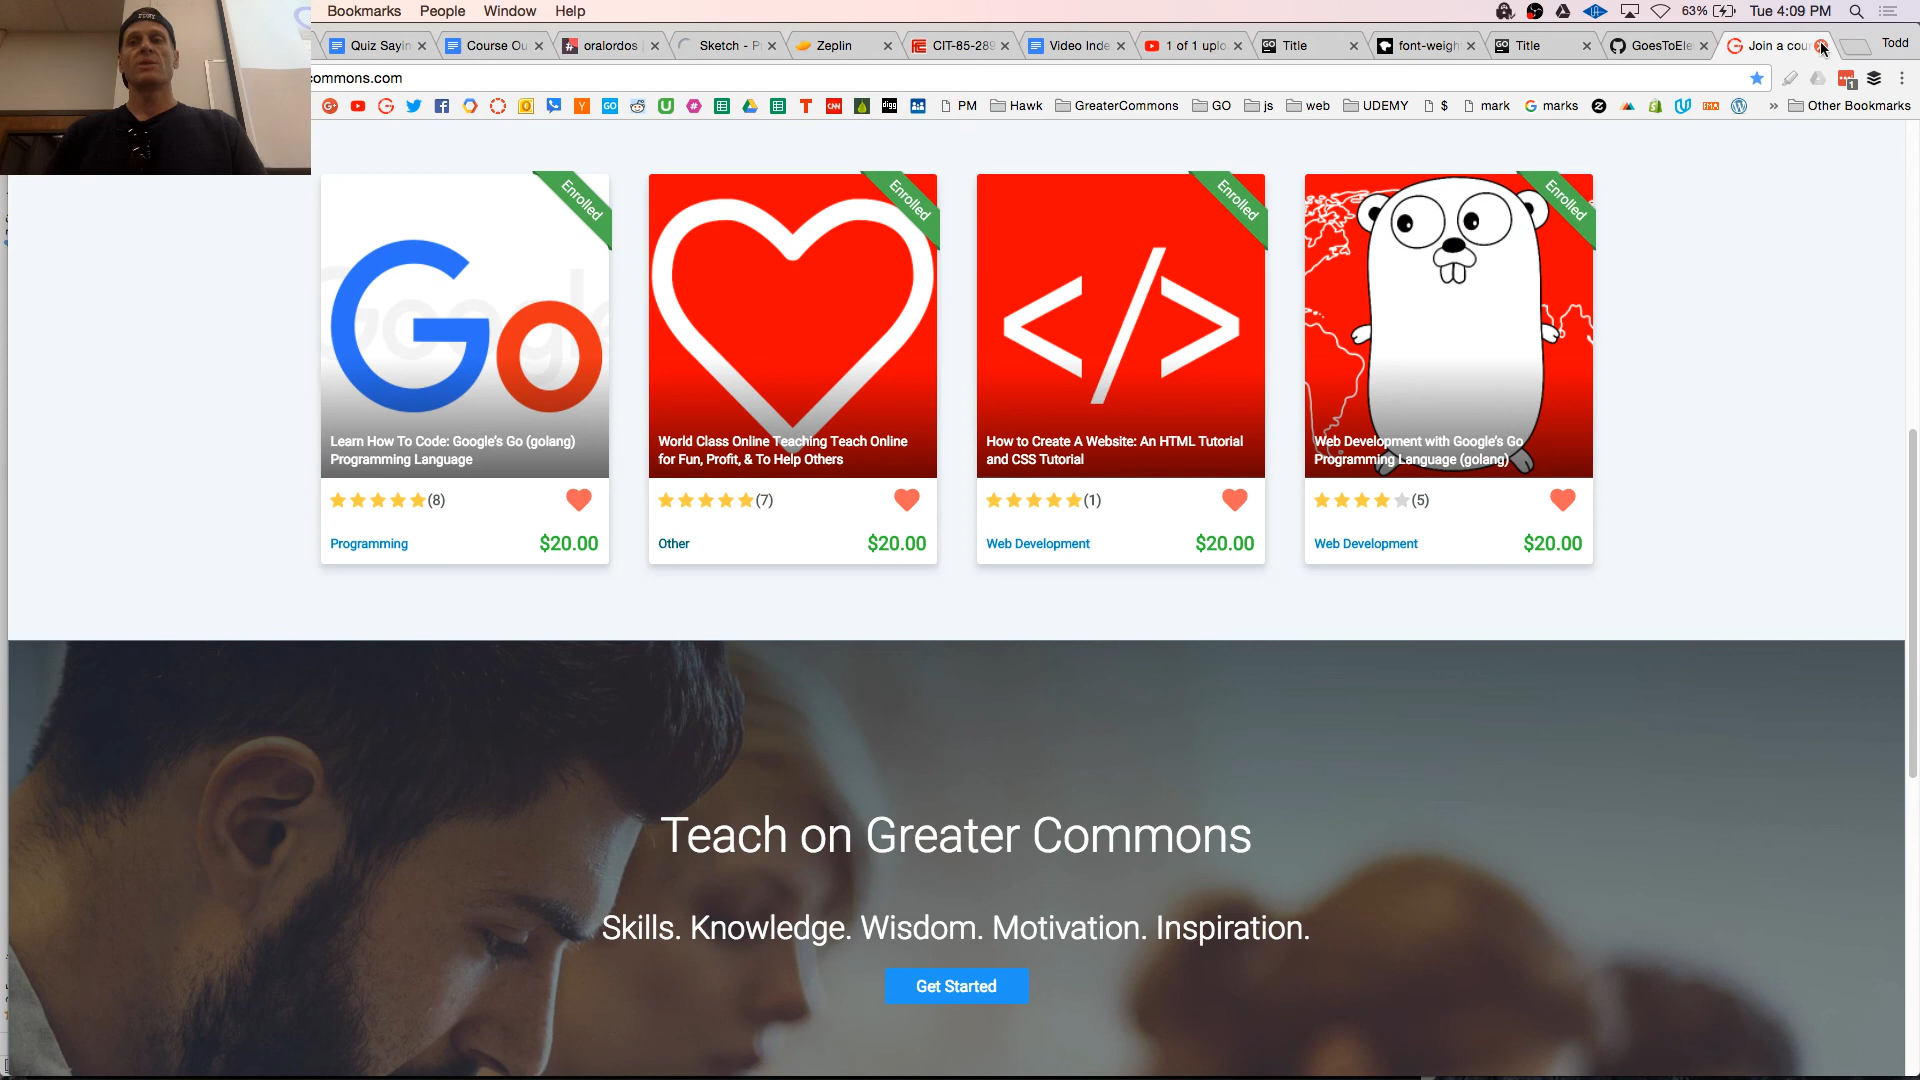 Bookmarks People Window Help
63% Tue 4:09 PM
Quiz Sayin
Course Ou
oralordos
Sketch - P
Zeplin
CIT-85-289
Video Inde
1 of 1 uplo
Title
font-weigh
Title
GoesToEle
Join a cou
Todd
commons.com
PM Hawk GreaterCommons GO js web UDEMY $ mark marks » Other Bookmarks
Enrolled
Enrolled
Enrolled
Enrolled
Go
</>
Learn How To Code: Google's Go (golang)
Programming Language
World Class Online Teaching Teach Online
for Fun, Profit, & To Help Others
How to Create A Website: An HTML Tutorial
and CSS Tutorial
Web Development with Google's Go
Programming Language (golang)
(8)
(7)
(1)
(5)
Programming $20.00
Other $20.00
Web Development $20.00
Web Development $20.00
Teach on Greater Commons
Skills. Knowledge. Wisdom. Motivation. Inspiration.
Get Started